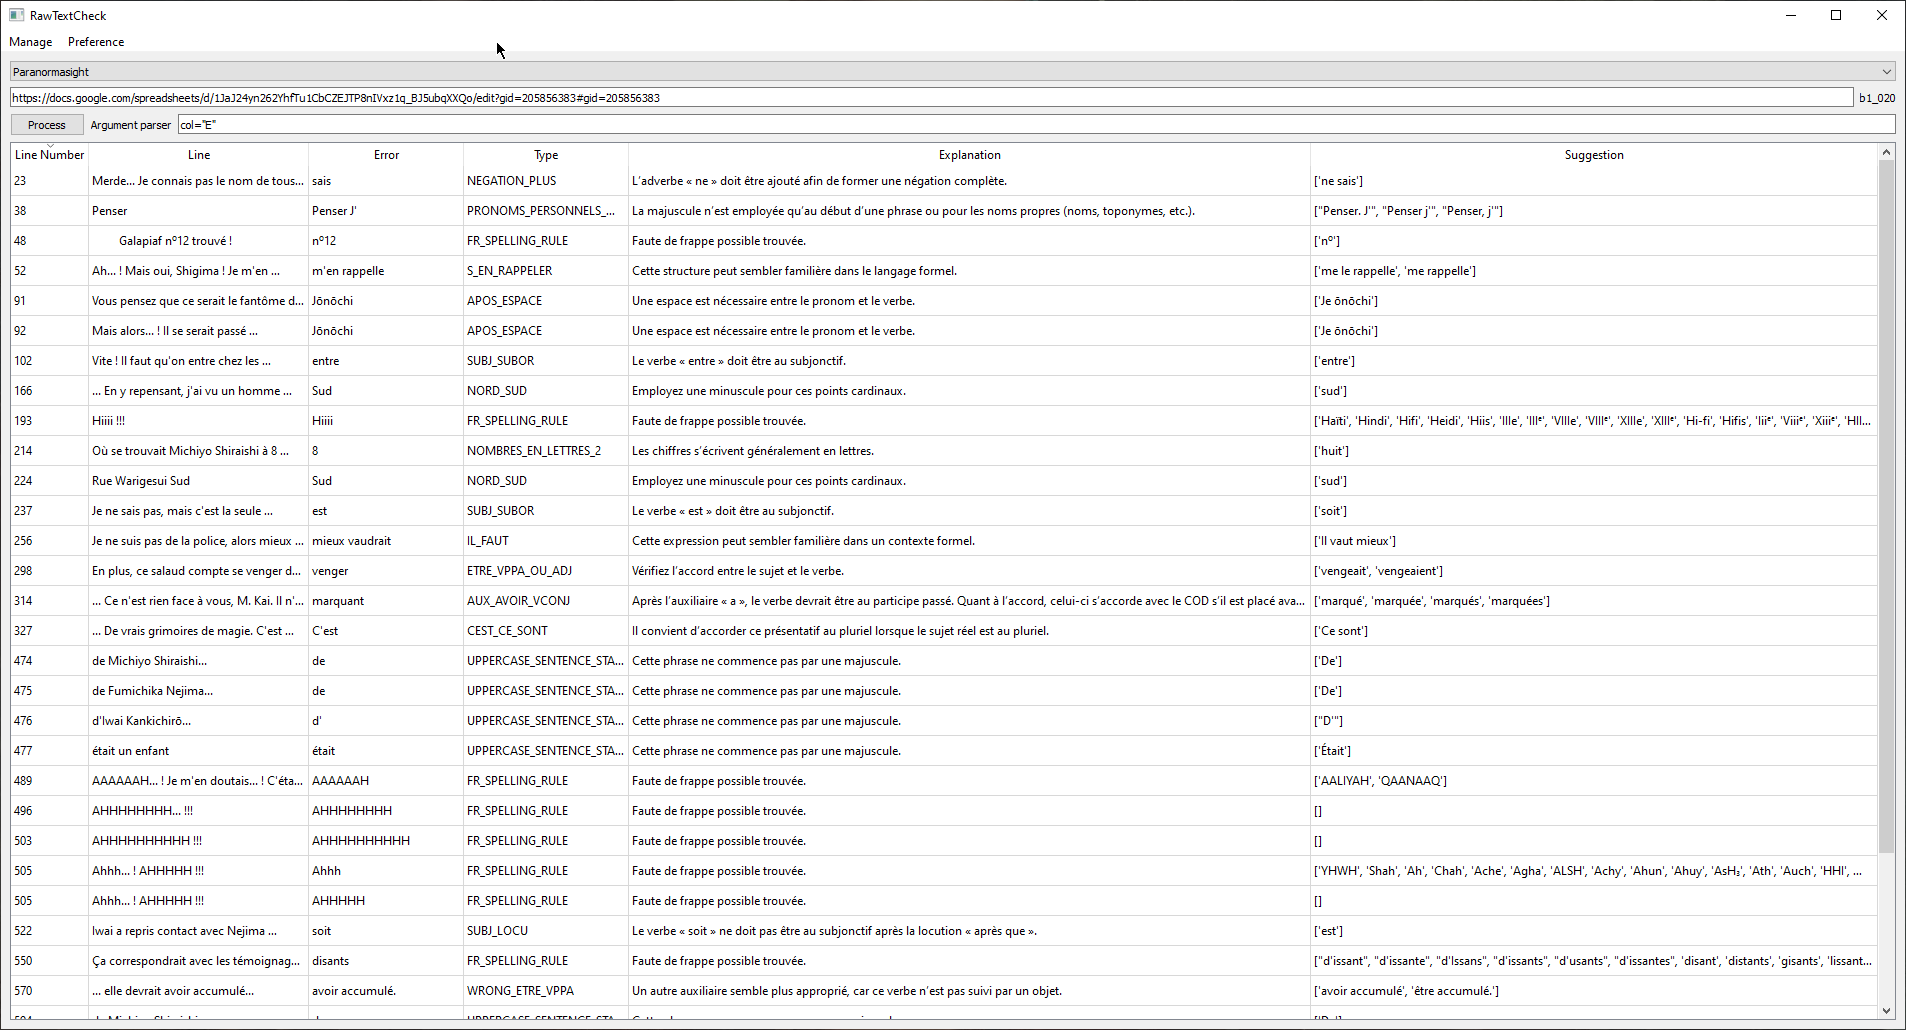 RawTextCheck
Manage Preference
Paranormasight
https://docs.google.com/spreadsheets/d/1JaJ24yn262YhfTu1CbCZEJTP8nIVxz1q_BJ5ubqXXQo/edit?gid=205856383#gid=205856383 b1_020
Process Argument parser col="E"
Line Number Line Error Type Explanation Suggestion
23 Merde... Je connais pas le nom de tous... sais NEGATION_PLUS L'adverbe « ne » doit être ajouté afin de former une négation complète. ['ne sais']
38 Penser Penser J' PRONOMS_PERSONNELS_... La majuscule n'est employée qu'au début d'une phrase ou pour les noms propres (noms, toponymes, etc.). ["Penser. J'", "Penser j'", "Penser, j'"]
48 Galapiaf nº12 trouvé ! nº12 FR_SPELLING_RULE Faute de frappe possible trouvée. ['nº']
52 Ah... ! Mais oui, Shigima ! Je m'en ... m'en rappelle S_EN_RAPPELER Cette structure peut sembler familière dans le langage formel. ['me le rappelle', 'me rappelle']
91 Vous pensez que ce serait le fantôme d... Jōnōchi APOS_ESPACE Une espace est nécessaire entre le pronom et le verbe. ['Je ōnōchi']
92 Mais alors... ! Il se serait passé ... Jōnōchi APOS_ESPACE Une espace est nécessaire entre le pronom et le verbe. ['Je ōnōchi']
102 Vite ! Il faut qu'on entre chez les ... entre SUBJ_SUBOR Le verbe « entre » doit être au subjonctif. ['entre']
166 ... En y repensant, j'ai vu un homme ... Sud NORD_SUD Employez une minuscule pour ces points cardinaux. ['sud']
193 Hiiii !!! Hiiii FR_SPELLING_RULE Faute de frappe possible trouvée. ['Haïti', 'Hindi', 'Hifi', 'Heidi', 'Hiis', 'IIIe', 'IIIᵉ', 'VIIIe', 'VIIIᵉ', 'XIIIe', 'XIIIᵉ', 'Hi-fi', 'Hifis', 'Iiiᵉ', 'Viiiᵉ', 'Xiiiᵉ', 'HII...
214 Où se trouvait Michiyo Shiraishi à 8 ... 8 NOMBRES_EN_LETTRES_2 Les chiffres s'écrivent généralement en lettres. ['huit']
224 Rue Warigesui Sud Sud NORD_SUD Employez une minuscule pour ces points cardinaux. ['sud']
237 Je ne sais pas, mais c'est la seule ... est SUBJ_SUBOR Le verbe « est » doit être au subjonctif. ['soit']
256 Je ne suis pas de la police, alors mieux ... mieux vaudrait IL_FAUT Cette expression peut sembler familière dans un contexte formel. ['Il vaut mieux']
298 En plus, ce salaud compte se venger d... venger ETRE_VPPA_OU_ADJ Vérifiez l'accord entre le sujet et le verbe. ['vengeait', 'vengeaient']
314 ... Ce n'est rien face à vous, M. Kai. Il n'... marquant AUX_AVOIR_VCONJ Après l'auxiliaire « a », le verbe devrait être au participe passé. Quant à l'accord, celui-ci s'accorde avec le COD s'il est placé ava... ['marqué', 'marquée', 'marqués', 'marquées']
327 ... De vrais grimoires de magie. C'est ... C'est CEST_CE_SONT Il convient d'accorder ce présentatif au pluriel lorsque le sujet réel est au pluriel. ['Ce sont']
474 de Michiyo Shiraishi... de UPPERCASE_SENTENCE_STA... Cette phrase ne commence pas par une majuscule. ['De']
475 de Fumichika Nejima... de UPPERCASE_SENTENCE_STA... Cette phrase ne commence pas par une majuscule. ['De']
476 d'Iwai Kankichirō... d' UPPERCASE_SENTENCE_STA... Cette phrase ne commence pas par une majuscule. ["D'"]
477 était un enfant était UPPERCASE_SENTENCE_STA... Cette phrase ne commence pas par une majuscule. ['Était']
489 AAAAAAH... ! Je m'en doutais... ! C'éta... AAAAAAH FR_SPELLING_RULE Faute de frappe possible trouvée. ['AALIYAH', 'QAANAAQ']
496 AHHHHHHHH... !!! AHHHHHHHH FR_SPELLING_RULE Faute de frappe possible trouvée. []
503 AHHHHHHHHHH !!! AHHHHHHHHHH FR_SPELLING_RULE Faute de frappe possible trouvée. []
505 Ahhh... ! AHHHHH !!! Ahhh FR_SPELLING_RULE Faute de frappe possible trouvée. ['YHWH', 'Shah', 'Ah', 'Chah', 'Ache', 'Agha', 'ALSH', 'Achy', 'Ahun', 'Ahuy', 'AsH₃', 'Ath', 'Auch', 'HHI', ...
505 Ahhh... ! AHHHHH !!! AHHHHH FR_SPELLING_RULE Faute de frappe possible trouvée. []
522 Iwai a repris contact avec Nejima ... soit SUBJ_LOCU Le verbe « soit » ne doit pas être au subjonctif après la locution « après que ». ['est']
550 Ça correspondrait avec les témoignag... disants FR_SPELLING_RULE Faute de frappe possible trouvée. ["d'issant", "d'issante", "d'Issans", "d'issants", "d'usants", "d'issantes", 'disant', 'distants', 'gisants', 'lissant...
570 ... elle devrait avoir accumulé... avoir accumulé. WRONG_ETRE_VPPA Un autre auxiliaire semble plus approprié, car ce verbe n'est pas suivi par un objet. ['avoir accumulé', 'être accumulé.']